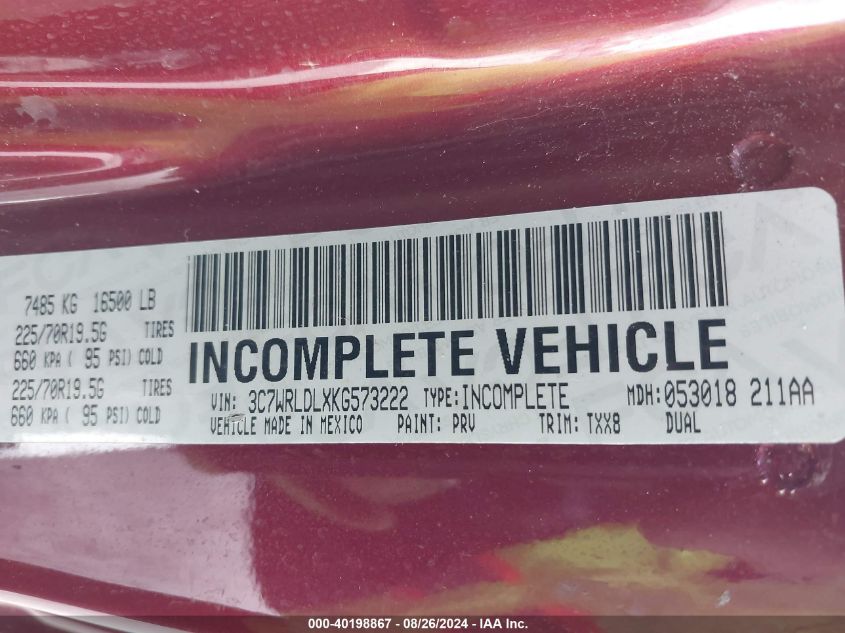 7485 KG 16500 LB
225/70R19.5G TIRES
660 KPA ( 95 PSI) COLD
225/70R19.5G TIRES
660 KPA ( 95 PSI) COLD
INCOMPLETE VEHICLE
VIN: 3C7WRLDLXKG573222 TYPE: INCOMPLETE MDH: 053018 211AA
VEHICLE MADE IN MEXICO PAINT: PRV TRIM: TXX8 DUAL
000-40198867 / 08/26/2024 - IAA Inc.